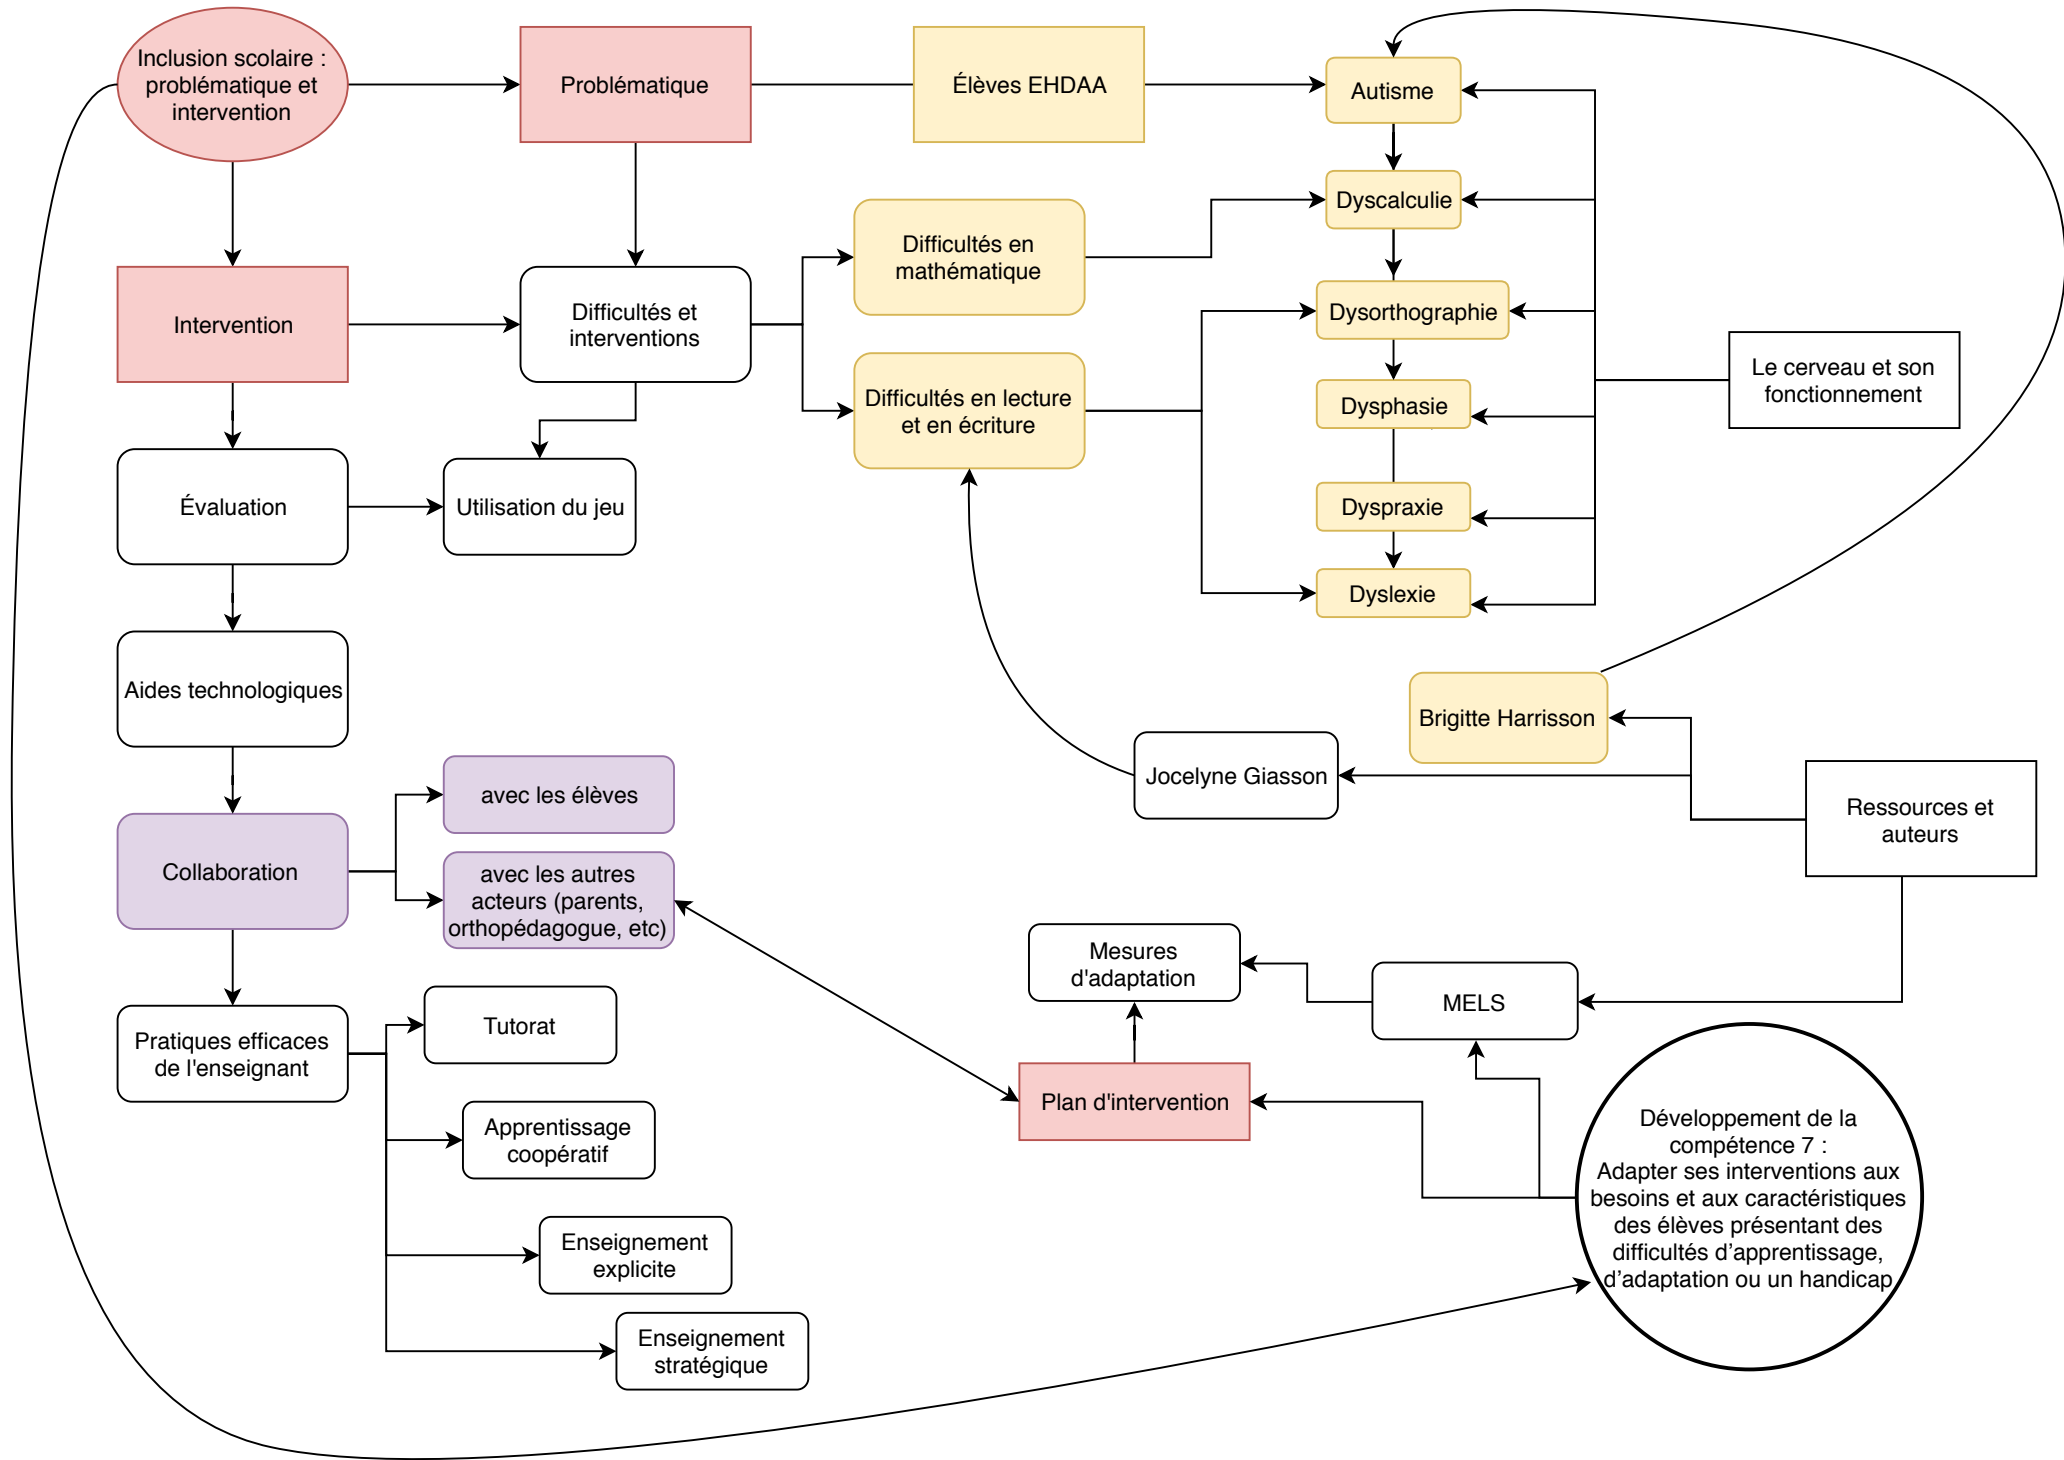 Inclusion scolaire :
problématique et
intervention
Problématique
Élèves EHDAA
Autisme
Dyscalculie
Difficultés en
mathématique
Intervention
Difficultés et
interventions
Dysorthographie
Le cerveau et son
fonctionnement
Difficultés en lecture
et en écriture
Dysphasie
Évaluation
Utilisation du jeu
Dyspraxie
Dyslexie
Aides technologiques
Brigitte Harrisson
Jocelyne Giasson
avec les élèves
Ressources et
auteurs
Collaboration
avec les autres
acteurs (parents,
orthopédagogue, etc)
Mesures
d'adaptation
MELS
Pratiques efficaces
de l'enseignant
Tutorat
Plan d'intervention
Apprentissage
coopératif
Développement de la
compétence 7 :
Adapter ses interventions aux
besoins et aux caractéristiques
des élèves présentant des
difficultés d’apprentissage,
d’adaptation ou un handicap
Enseignement
explicite
Enseignement
stratégique